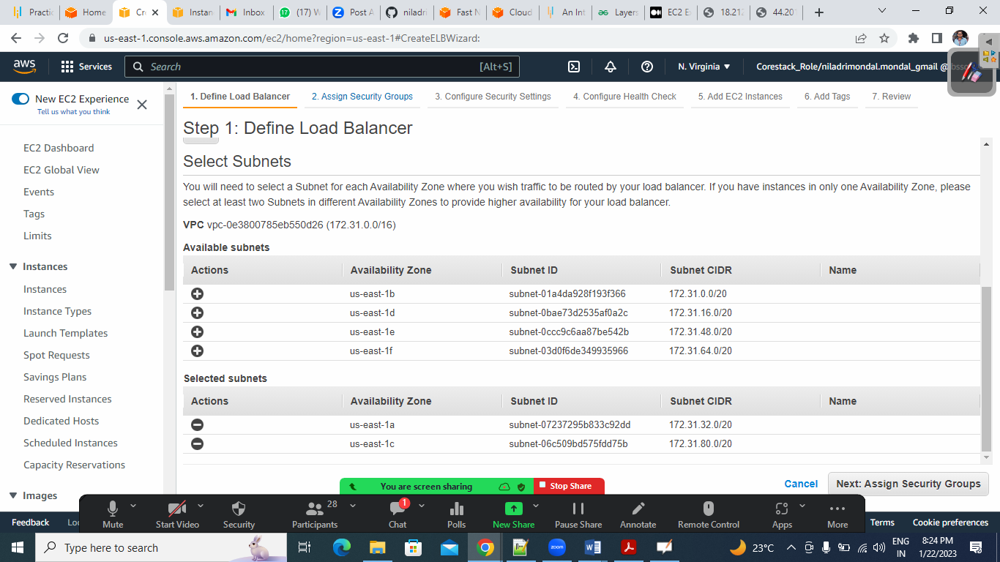 Practic
Home
Cr
Instan
Inbox
(17) W
Post A
niladri
Fast N
Cloud
An Int
Layers
EC2 E
18.212
44.201
us-east-1.console.aws.amazon.com/ec2/home?region=us-east-1#CreateELBWizard:
aws
Services
Search
[Alt+S]
N. Virginia
Corestack_Role/niladrimondal.mondal_gmail @
New EC2 Experience
Tell us what you think
EC2 Dashboard
EC2 Global View
Events
Tags
Limits
Instances
Instances
Instance Types
Launch Templates
Spot Requests
Savings Plans
Reserved Instances
Dedicated Hosts
Scheduled Instances
Capacity Reservations
Images
1. Define Load Balancer
2. Assign Security Groups
3. Configure Security Settings
4. Configure Health Check
5. Add EC2 Instances
6. Add Tags
7. Review
Step 1: Define Load Balancer
Select Subnets
You will need to select a Subnet for each Availability Zone where you wish traffic to be routed by your load balancer. If you have instances in only one Availability Zone, please
select at least two Subnets in different Availability Zones to provide higher availability for your load balancer.
VPC vpc-0e3800785eb550d26 (172.31.0.0/16)
Available subnets
Actions Availability Zone Subnet ID Subnet CIDR Name
us-east-1b subnet-01a4da928f193f366 172.31.0.0/20
us-east-1d subnet-0bae73d2535af0a2c 172.31.16.0/20
us-east-1e subnet-0ccc9c6aa87be542b 172.31.48.0/20
us-east-1f subnet-03d0f6de349935966 172.31.64.0/20
Selected subnets
Actions Availability Zone Subnet ID Subnet CIDR Name
us-east-1a subnet-07237295b833c92dd 172.31.32.0/20
us-east-1c subnet-06c509bd575fdd75b 172.31.80.0/20
Cancel
Next: Assign Security Groups
You are screen sharing
Stop Share
Mute
Start Video
Security
28
Participants
1
Chat
Polls
New Share
Pause Share
Annotate
Remote Control
Apps
More
Feedback
Terms
Cookie preferences
Type here to search
zoom
23°C
ENG
IN
8:24 PM
1/22/2023